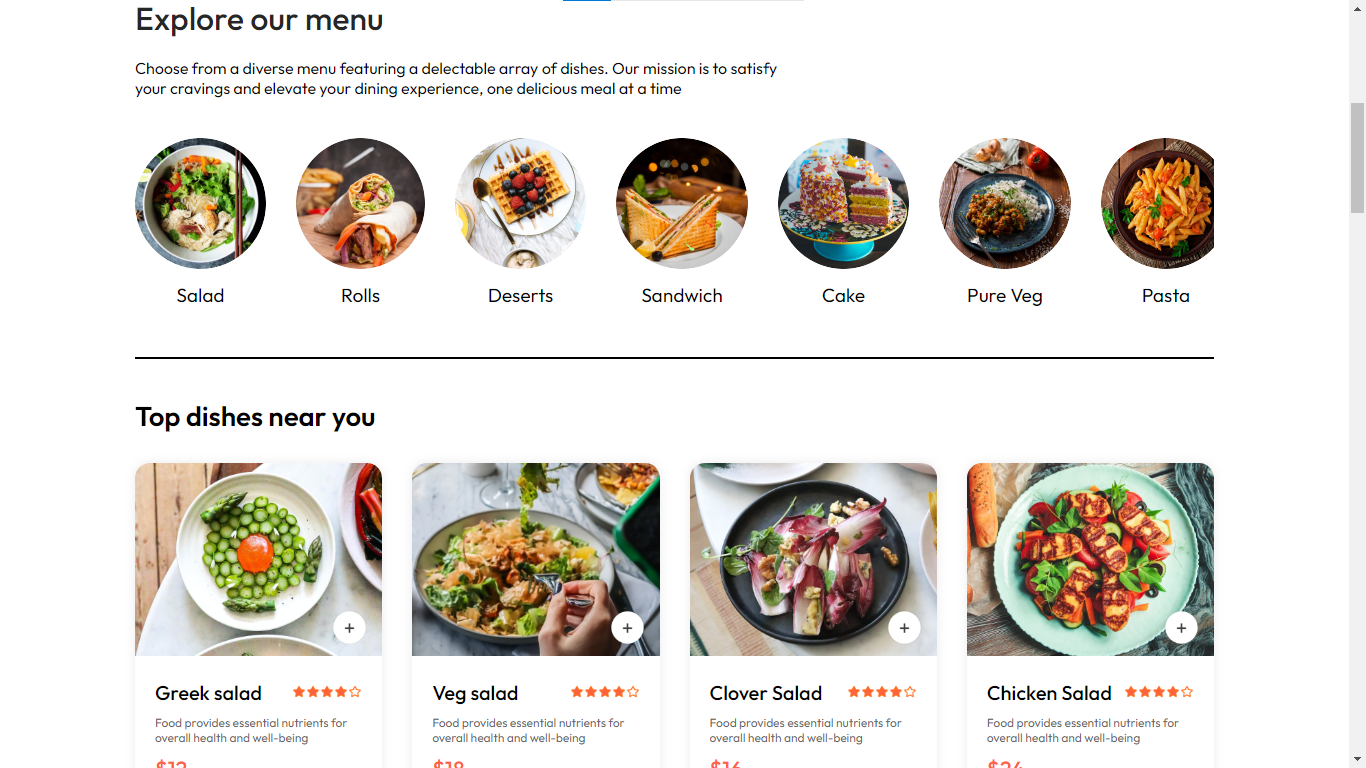 Explore our menu
Choose from a diverse menu featuring a delectable array of dishes. Our mission is to satisfy
your cravings and elevate your dining experience, one delicious meal at a time
Salad Rolls Deserts Sandwich Cake Pure Veg Pasta
Top dishes near you
Greek salad
Food provides essential nutrients for
overall health and well-being
$12
Veg salad
Food provides essential nutrients for
overall health and well-being
$18
Clover Salad
Food provides essential nutrients for
overall health and well-being
$16
Chicken Salad
Food provides essential nutrients for
overall health and well-being
$24